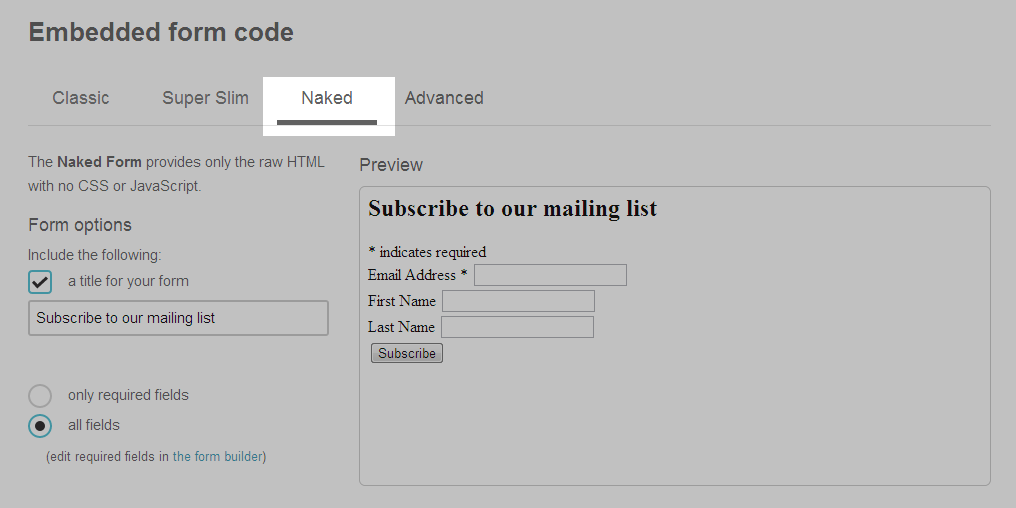 Embedded form code
Classic Super Slim Naked Advanced
The Naked Form provides only the raw HTML
with no CSS or JavaScript.
Form options
Include the following:
a title for your form
Subscribe to our mailing list
only required fields
all fields
(edit required fields in the form builder)
Preview
Subscribe to our mailing list
* indicates required
Email Address *
First Name
Last Name
Subscribe